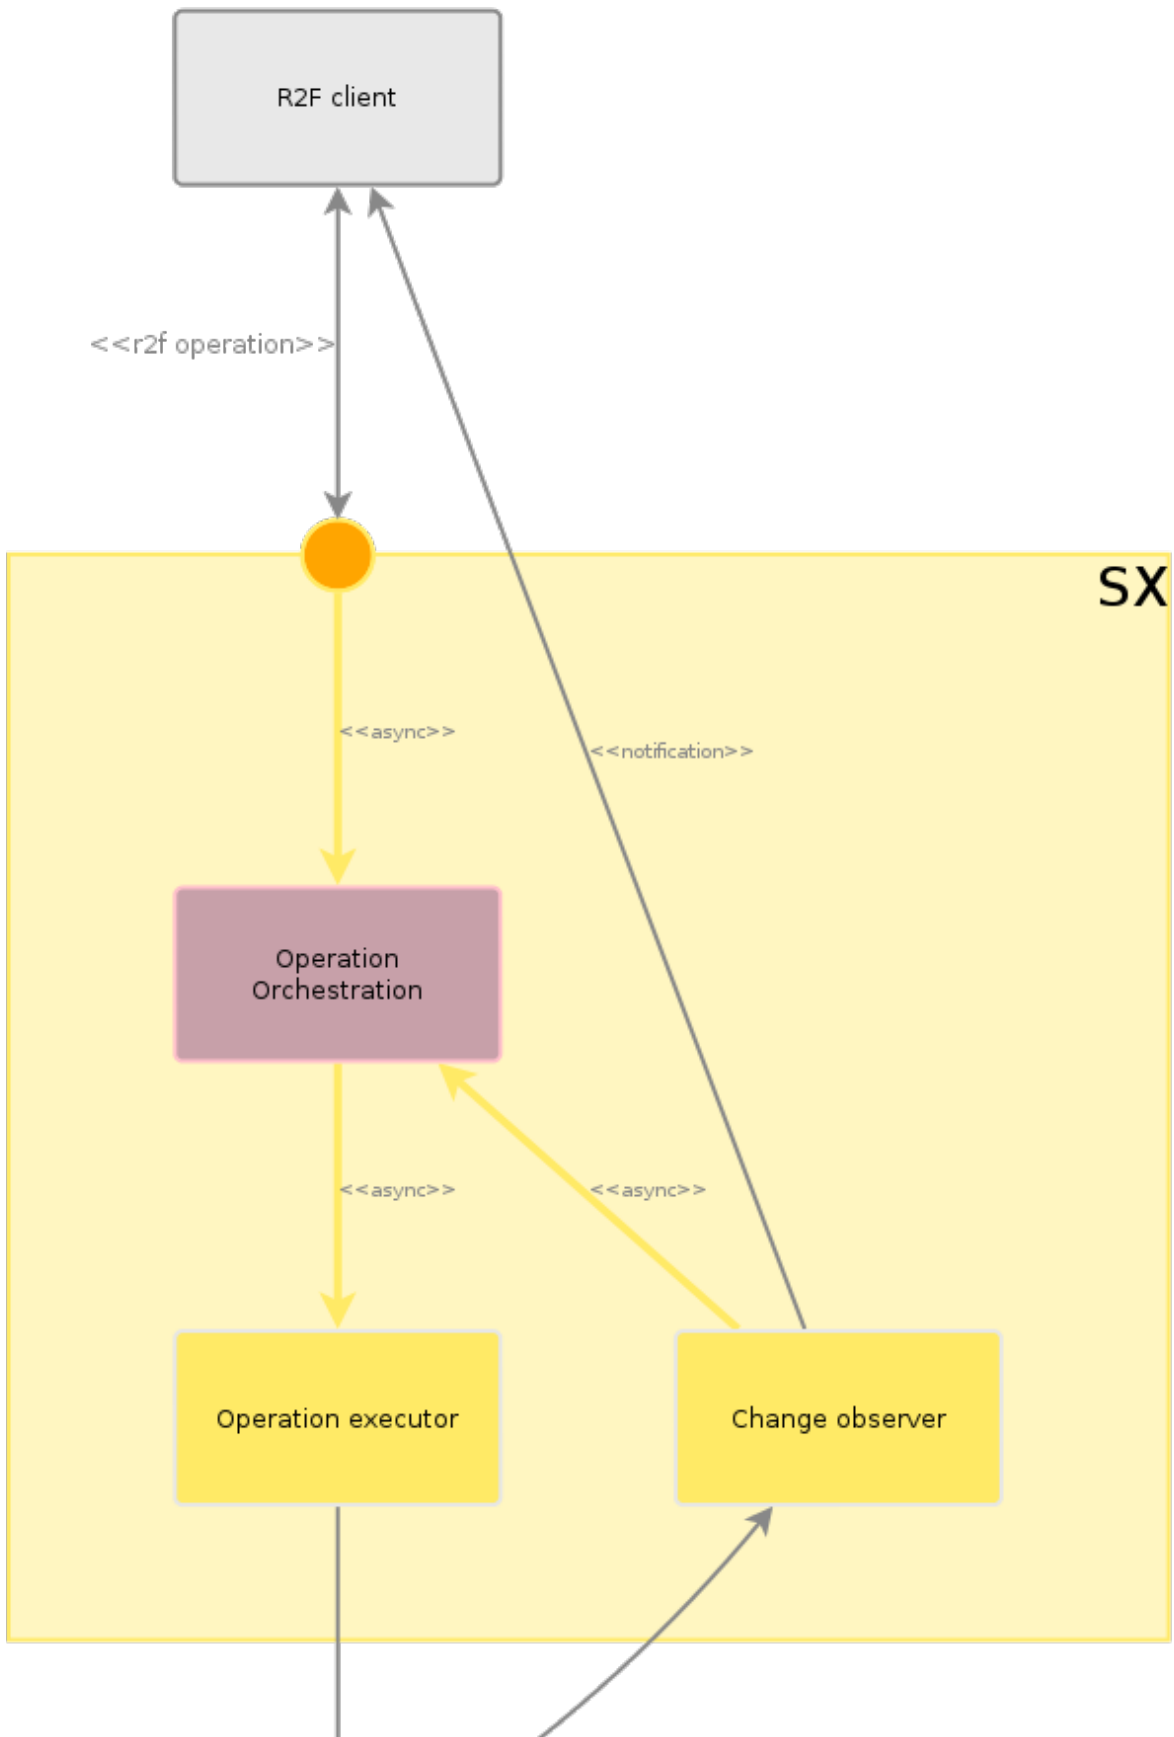 R2F client
<<r2f operation>>
SX
<<async>>
<<notification>>
Operation
Orchestration
<<async>>
<<async>>
Operation executor
Change observer